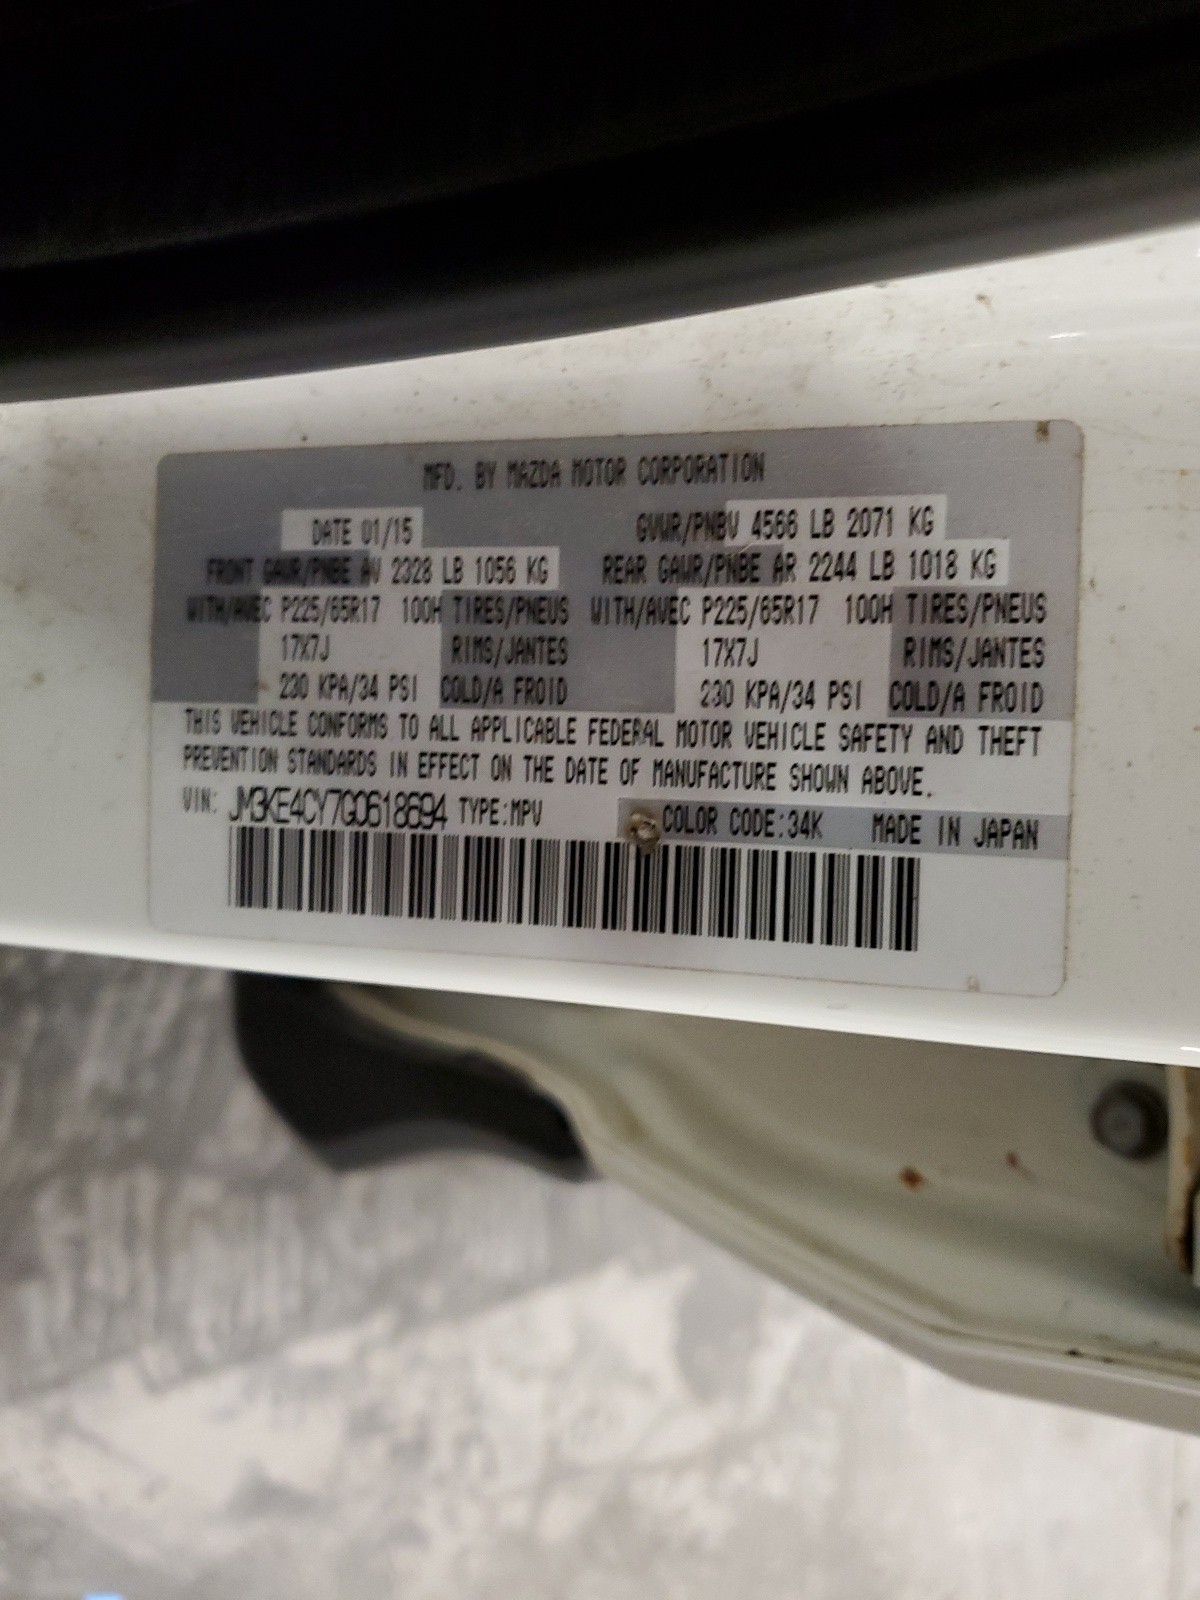 MFD. BY MAZDA MOTOR CORPORATION
DATE 01/15 GVWR/PNBV 4566 LB 2071 KG
FRONT GAWR/PNBE AV 2328 LB 1056 KG REAR GAWR/PNBE AR 2244 LB 1018 KG
WITH/AVEC P225/65R17 100H TIRES/PNEUS WITH/AVEC P225/65R17 100H TIRES/PNEUS
17X7J RIMS/JANTES 17X7J RIMS/JANTES
230 KPA/34 PSI COLD/A FROID 230 KPA/34 PSI COLD/A FROID
THIS VEHICLE CONFORMS TO ALL APPLICABLE FEDERAL MOTOR VEHICLE SAFETY AND THEFT
PREVENTION STANDARDS IN EFFECT ON THE DATE OF MANUFACTURE SHOWN ABOVE.
VIN: JM3KE4CY7G0618694 TYPE:MPV COLOR CODE:34K MADE IN JAPAN